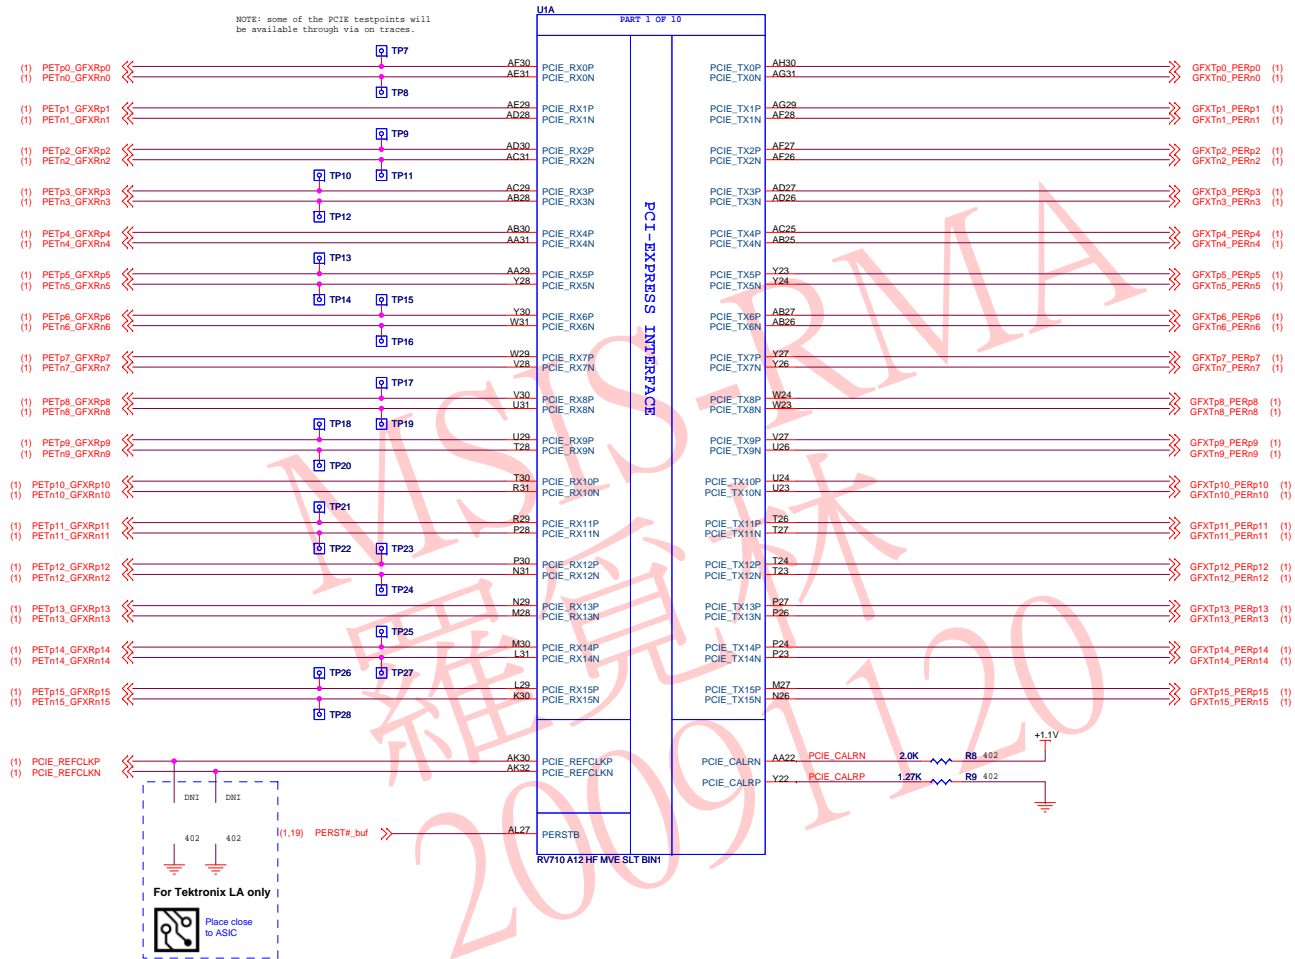 U1A
NOTE: some of the PCIE testpoints will
be available through via on traces.
PART 1 OF 10
TP7
(1) PETp0_GFXRp0 AF30 PCIE_RX0P PCIE_TX0P AH30 GFXTp0_PERp0 (1)
(1) PETn0_GFXRn0 AE31 PCIE_RX0N PCIE_TX0N AG31 GFXTn0_PERn0 (1)
TP8
(1) PETp1_GFXRp1 AE29 PCIE_RX1P PCIE_TX1P AG29 GFXTp1_PERp1 (1)
(1) PETn1_GFXRn1 AD28 PCIE_RX1N PCIE_TX1N AF28 GFXTn1_PERn1 (1)
TP9
(1) PETp2_GFXRp2 AD30 PCIE_RX2P PCIE_TX2P AF27 GFXTp2_PERp2 (1)
(1) PETn2_GFXRn2 AC31 PCIE_RX2N PCIE_TX2N AF26 GFXTn2_PERn2 (1)
TP10 TP11
(1) PETp3_GFXRp3 AC29 PCIE_RX3P PCIE_TX3P AD27 GFXTp3_PERp3 (1)
(1) PETn3_GFXRn3 AB28 PCIE_RX3N PCIE_TX3N AD26 GFXTn3_PERn3 (1)
TP12
(1) PETp4_GFXRp4 AB30 PCIE_RX4P PCIE_TX4P AC25 GFXTp4_PERp4 (1)
(1) PETn4_GFXRn4 AA31 PCIE_RX4N PCIE_TX4N AB25 GFXTn4_PERn4 (1)
TP13
(1) PETp5_GFXRp5 AA29 PCIE_RX5P PCIE_TX5P Y23 GFXTp5_PERp5 (1)
(1) PETn5_GFXRn5 Y28 PCIE_RX5N PCIE_TX5N Y24 GFXTn5_PERn5 (1)
TP14 TP15
(1) PETp6_GFXRp6 Y30 PCIE_RX6P PCIE_TX6P AB27 GFXTp6_PERp6 (1)
(1) PETn6_GFXRn6 W31 PCIE_RX6N PCIE_TX6N AB26 GFXTn6_PERn6 (1)
TP16
(1) PETp7_GFXRp7 W29 PCIE_RX7P PCIE_TX7P Y27 GFXTp7_PERp7 (1)
(1) PETn7_GFXRn7 V28 PCIE_RX7N PCIE_TX7N Y26 GFXTn7_PERn7 (1)
TP17
(1) PETp8_GFXRp8 V30 PCIE_RX8P PCIE_TX8P W24 GFXTp8_PERp8 (1)
(1) PETn8_GFXRn8 U31 PCIE_RX8N PCIE_TX8N W23 GFXTn8_PERn8 (1)
TP18 TP19
(1) PETp9_GFXRp9 U29 PCIE_RX9P PCIE_TX9P V27 GFXTp9_PERp9 (1)
(1) PETn9_GFXRn9 T28 PCIE_RX9N PCIE_TX9N U26 GFXTn9_PERn9 (1)
TP20
(1) PETp10_GFXRp10 T30 PCIE_RX10P PCIE_TX10P U24 GFXTp10_PERp10 (1)
(1) PETn10_GFXRn10 R31 PCIE_RX10N PCIE_TX10N U23 GFXTn10_PERn10 (1)
TP21
(1) PETp11_GFXRp11 R29 PCIE_RX11P PCIE_TX11P T26 GFXTp11_PERp11 (1)
(1) PETn11_GFXRn11 P28 PCIE_RX11N PCIE_TX11N T27 GFXTn11_PERn11 (1)
TP22 TP23
(1) PETp12_GFXRp12 P30 PCIE_RX12P PCIE_TX12P T24 GFXTp12_PERp12 (1)
(1) PETn12_GFXRn12 N31 PCIE_RX12N PCIE_TX12N T23 GFXTn12_PERn12 (1)
TP24
(1) PETp13_GFXRp13 N29 PCIE_RX13P PCIE_TX13P P27 GFXTp13_PERp13 (1)
(1) PETn13_GFXRn13 M28 PCIE_RX13N PCIE_TX13N P26 GFXTn13_PERn13 (1)
TP25
(1) PETp14_GFXRp14 M30 PCIE_RX14P PCIE_TX14P P24 GFXTp14_PERp14 (1)
(1) PETn14_GFXRn14 L31 PCIE_RX14N PCIE_TX14N P23 GFXTn14_PERn14 (1)
TP26 TP27
(1) PETp15_GFXRp15 L29 PCIE_RX15P PCIE_TX15P M27 GFXTp15_PERp15 (1)
(1) PETn15_GFXRn15 K30 PCIE_RX15N PCIE_TX15N N26 GFXTn15_PERn15 (1)
TP28
PCI-EXPRESS INTERFACE
+1.1V
(1) PCIE_REFCLKP AK30 PCIE_REFCLKP PCIE_CALRN AA22 PCIE_CALRN 2.0K R8 402
(1) PCIE_REFCLKN AK32 PCIE_REFCLKN
PCIE_CALRP Y22 PCIE_CALRP 1.27K R9 402
DNI DNI
402 402
(1,19) PERST#_buf AL27 PERSTB
RV710 A12 HF MVE SLT BIN1
For Tektronix LA only
Place close
to ASIC
MSIS-RMA
羅覓林
20091120